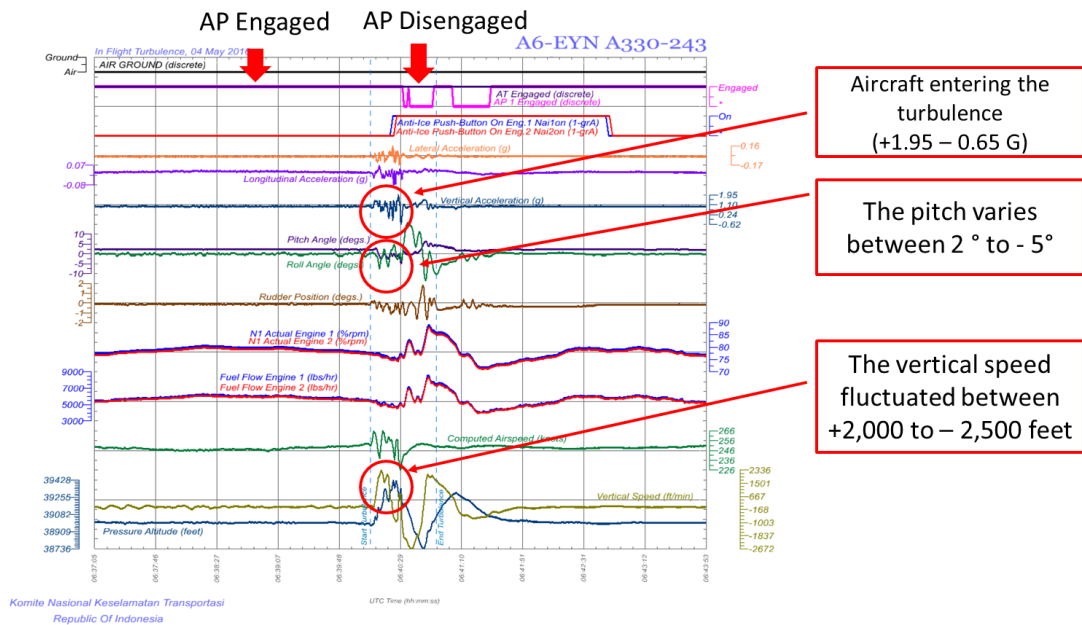 AP Engaged
AP Disengaged
In Flight Turbulence, 04 May 2016
A6-EYN A330-243
Ground
Air
AIR GROUND (discrete)
AT Engaged (discrete)
AP 1 Engaged (discrete)
Engaged
-
Anti-Ice Push-Button On Eng.1 Nai1on (1-grA)
Anti-Ice Push-Button On Eng.2 Nai2on (1-grA)
On
Lateral Acceleration (g)
0.16
-0.17
0.07
-0.08
Longitudinal Acceleration (g)
Vertical Acceleration (g)
1.95
1.10
0.24
-0.62
Pitch Angle (degs.)
10
5
0
-5
-10
Roll Angle (degs)
Rudder Position (degs.)
2
1
0
-1
-2
N1 Actual Engine 1 (%rpm)
N1 Actual Engine 2 (%rpm)
90
85
80
75
70
9000
7000
5000
3000
Fuel Flow Engine 1 (lbs/hr)
Fuel Flow Engine 2 (lbs/hr)
Computed Airspeed (knots)
266
256
246
236
226
39428
39255
39082
38909
38736
Pressure Altitude (feet)
Vertical Speed (ft/min)
2336
1501
667
-168
-1003
-1837
-2672
Start Turbulence
End Turbulence
06:37:05
06:37:46
06:38:27
06:39:07
06:39:48
06:40:29
06:41:10
06:41:51
06:42:31
06:43:12
06:43:53
UTC Time (hh:mm:ss)
Komite Nasional Keselamatan Transportasi
Republic Of Indonesia
Aircraft entering the
turbulence
(+1.95 – 0.65 G)
The pitch varies
between 2 ° to - 5°
The vertical speed
fluctuated between
+2,000 to – 2,500 feet